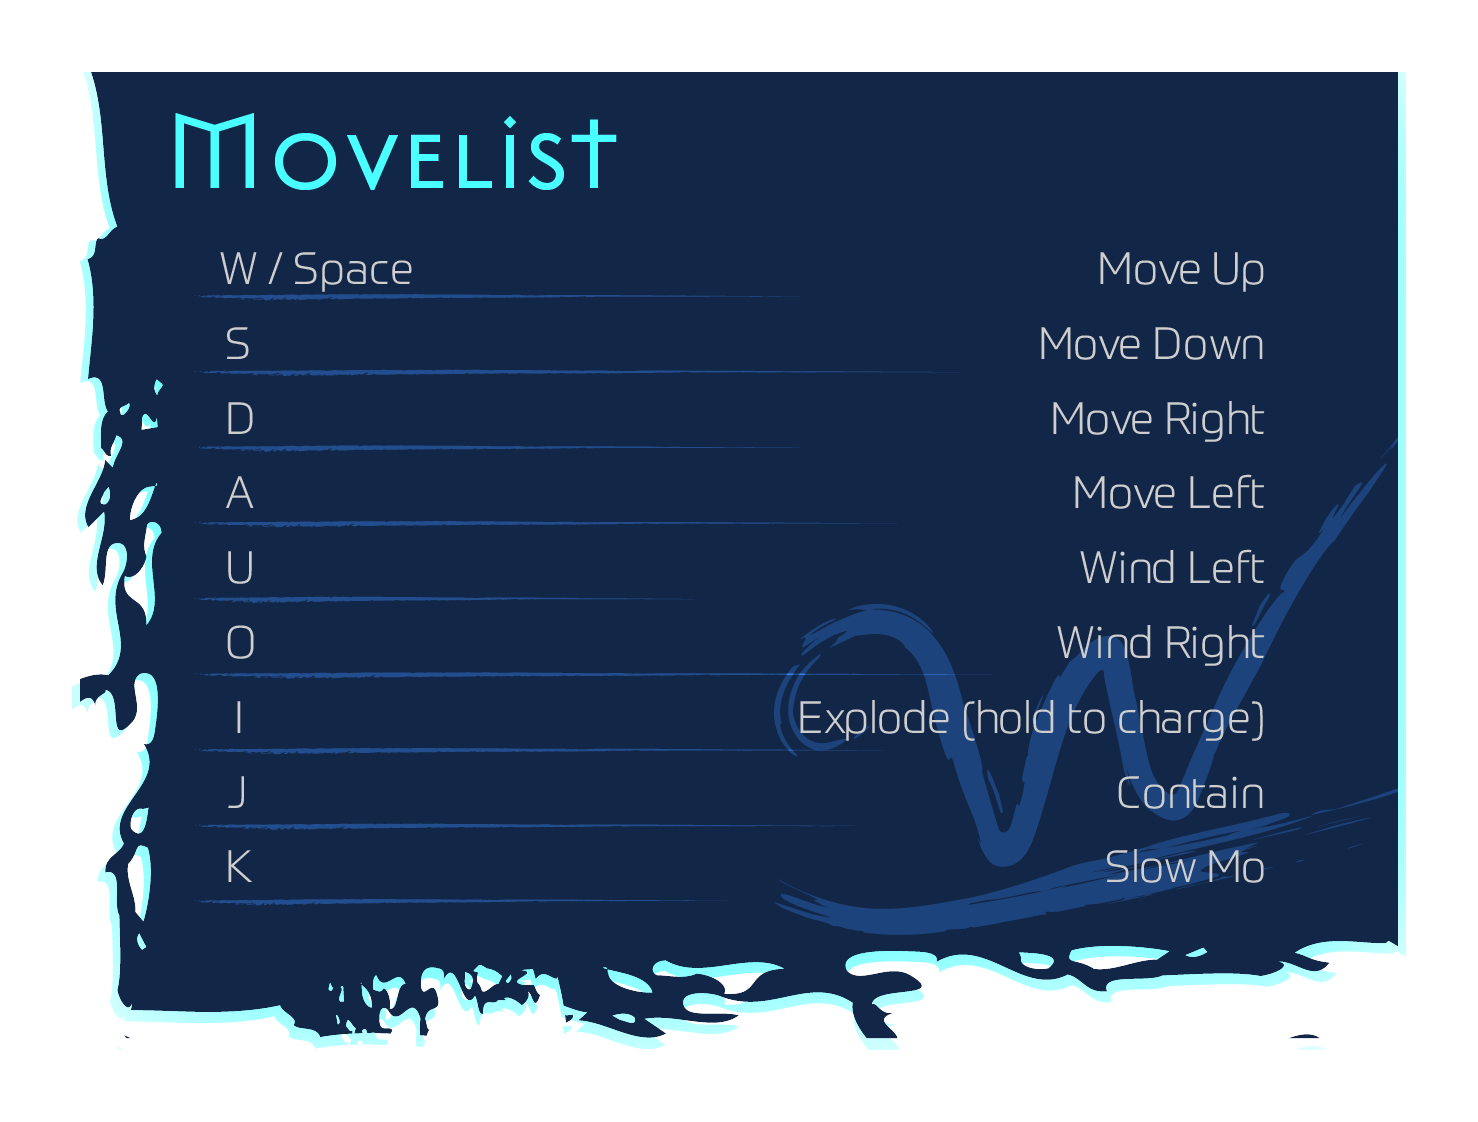 Movelist
W / Space Move Up
S Move Down
D Move Right
A Move Left
U Wind Left
O Wind Right
I Explode (hold to charge)
J Contain
K Slow Mo